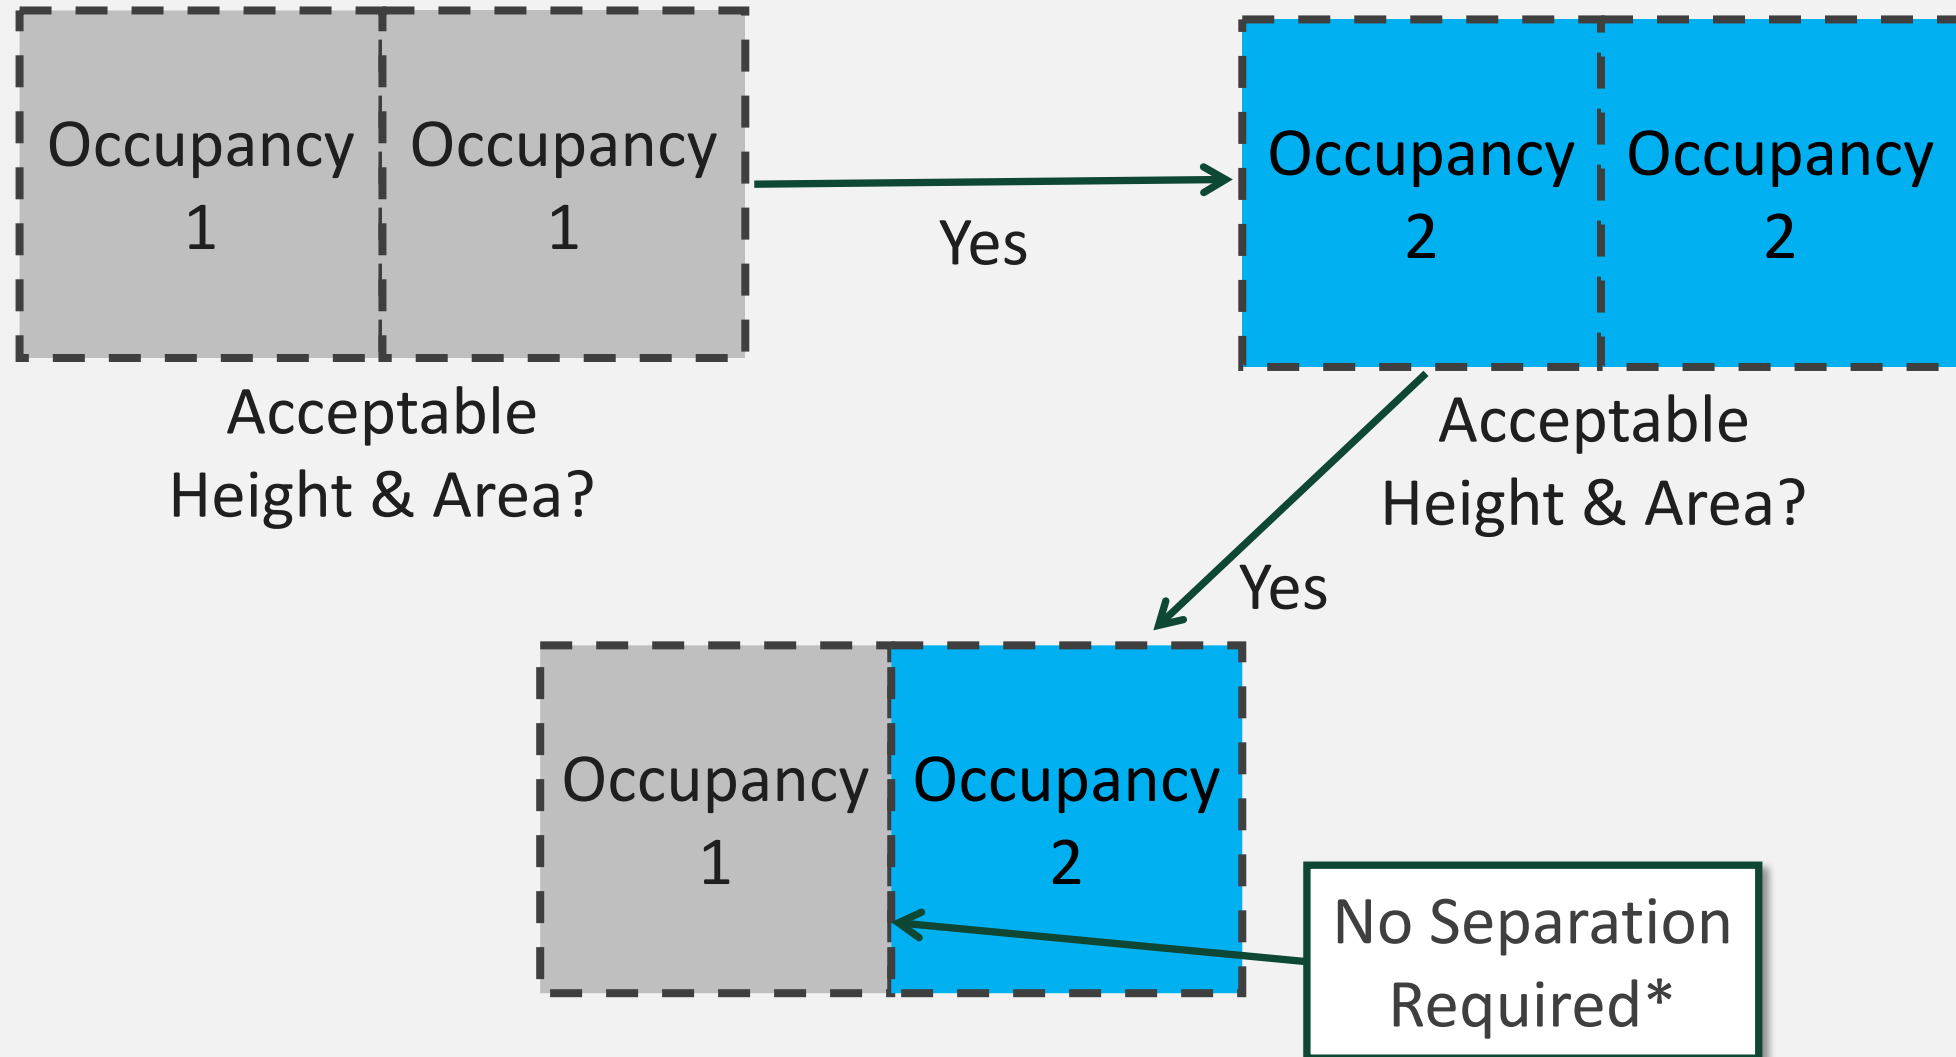 Occupancy
1
Occupancy
1
Acceptable
Height & Area?
Yes
Occupancy
2
Occupancy
2
Acceptable
Height & Area?
Yes
Occupancy
1
Occupancy
2
No Separation
Required*